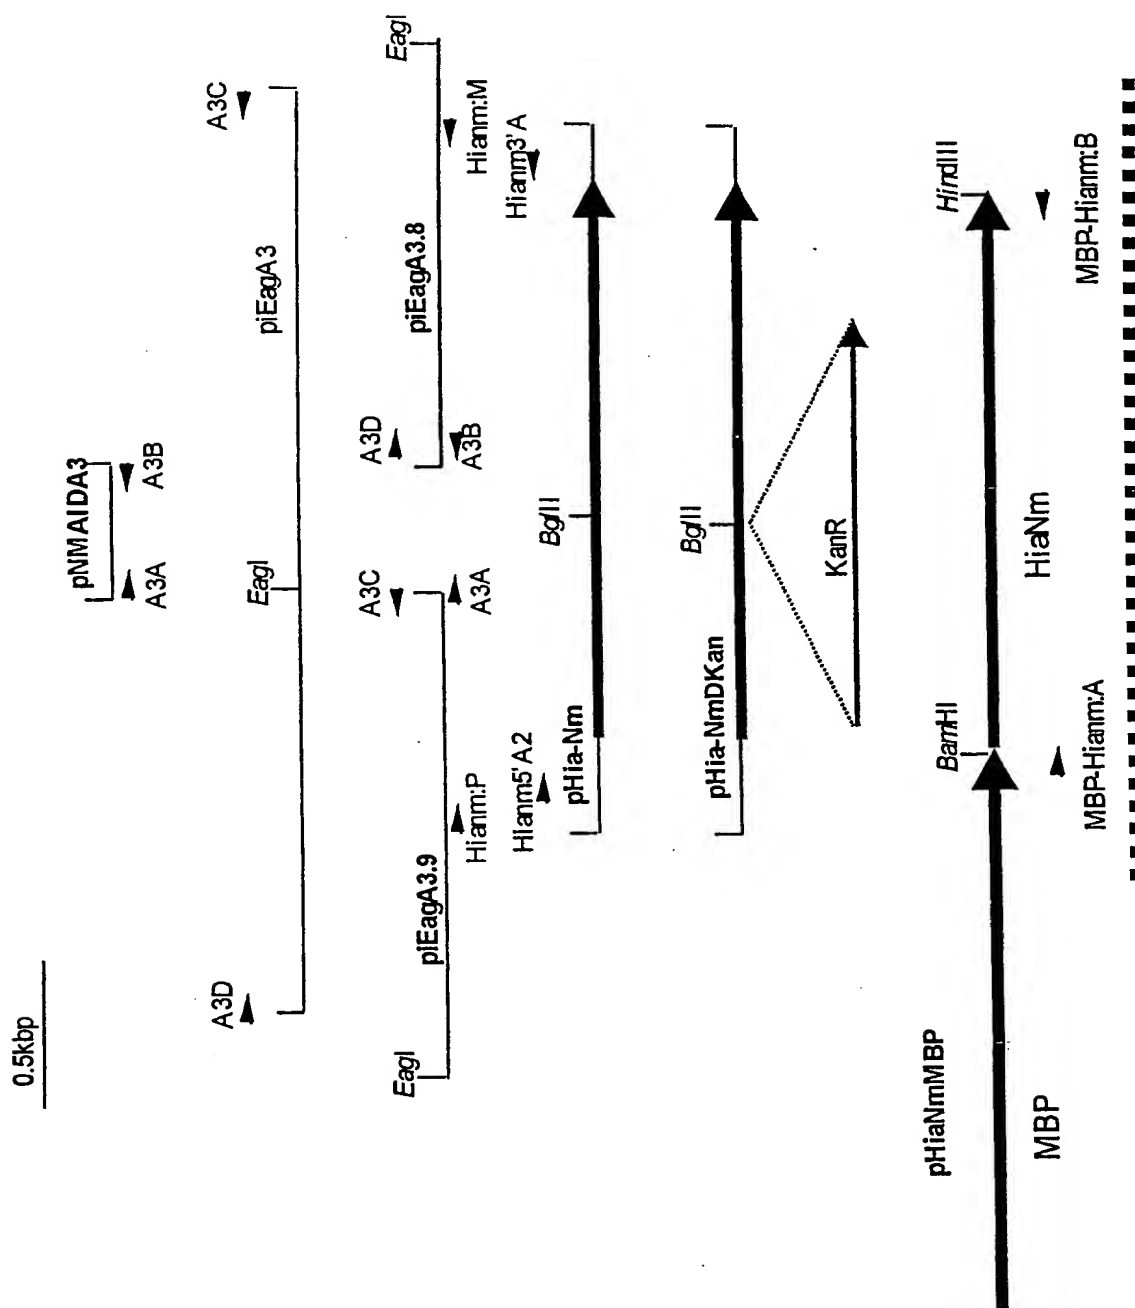 0.5kbp
pNMAIDA3
A3A
A3B
A3D
EagI
piEagA3
A3C
EagI
piEagA3.9
A3C
A3A
Hianm:P
A3D
A3B
piEagA3.8
EagI
Hianm:M
Hianm5'A2
Hianm3'A
pHia-Nm
BglII
pHia-NmDKan
BglII
KanR
pHiaNmMBP
MBP
BamHI
MBP-Hianm:A
HiaNm
HindIII
MBP-Hianm:B